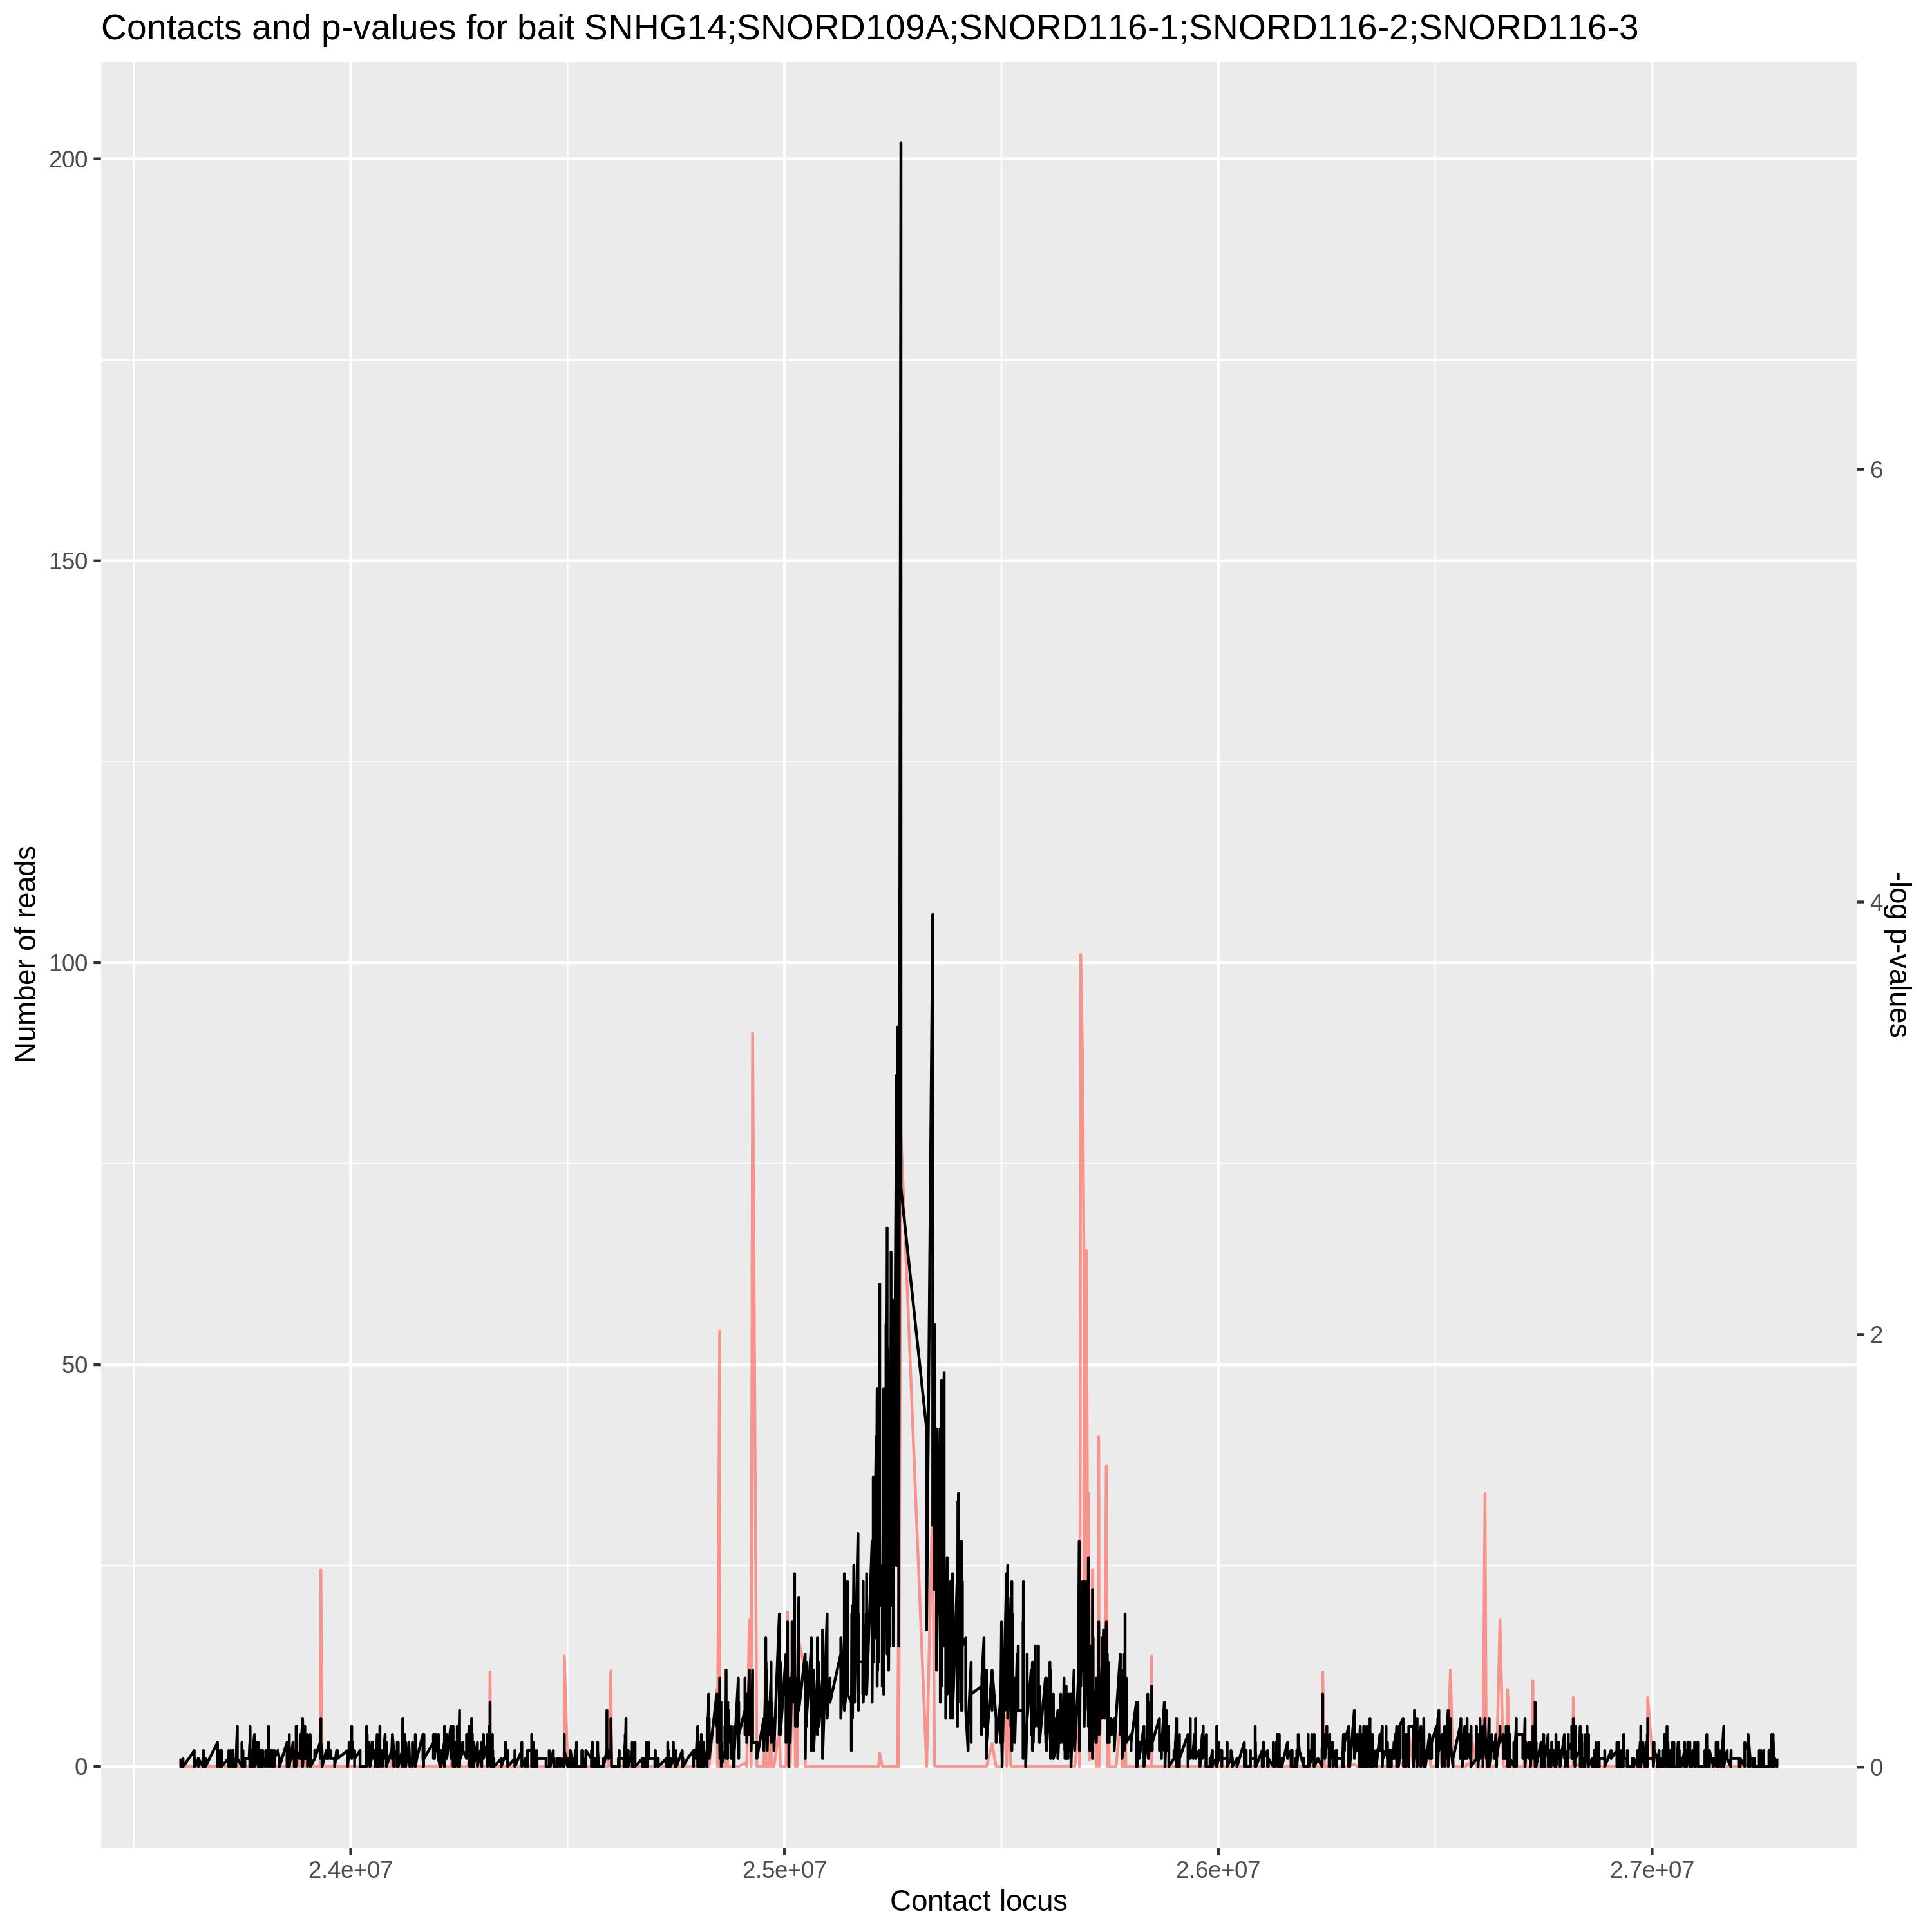 Contacts and p-values for bait SNHG14;SNORD109A;SNORD116-1;SNORD116-2;SNORD116-3
200
150
100
50
0
Number of reads
6
4
2
0
-log p-values
2.4e+07 2.5e+07 2.6e+07 2.7e+07
Contact locus